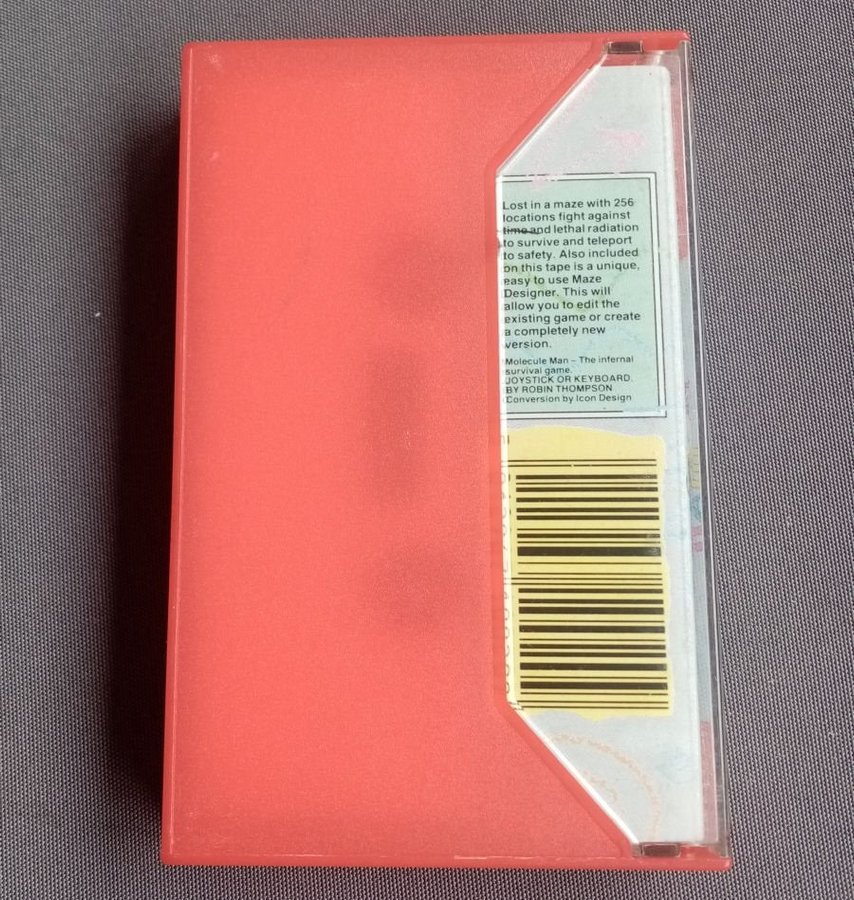 Lost in a maze with 256
locations fight against
time and lethal radiation
to survive and teleport
to safety. Also included
on this tape is a unique,
easy to use Maze
Designer. This will
allow you to edit the
existing game or create
a completely new
version.
Molecule Man – The infernal
survival game.
JOYSTICK OR KEYBOARD.
BY ROBIN THOMPSON
Conversion by Icon Design